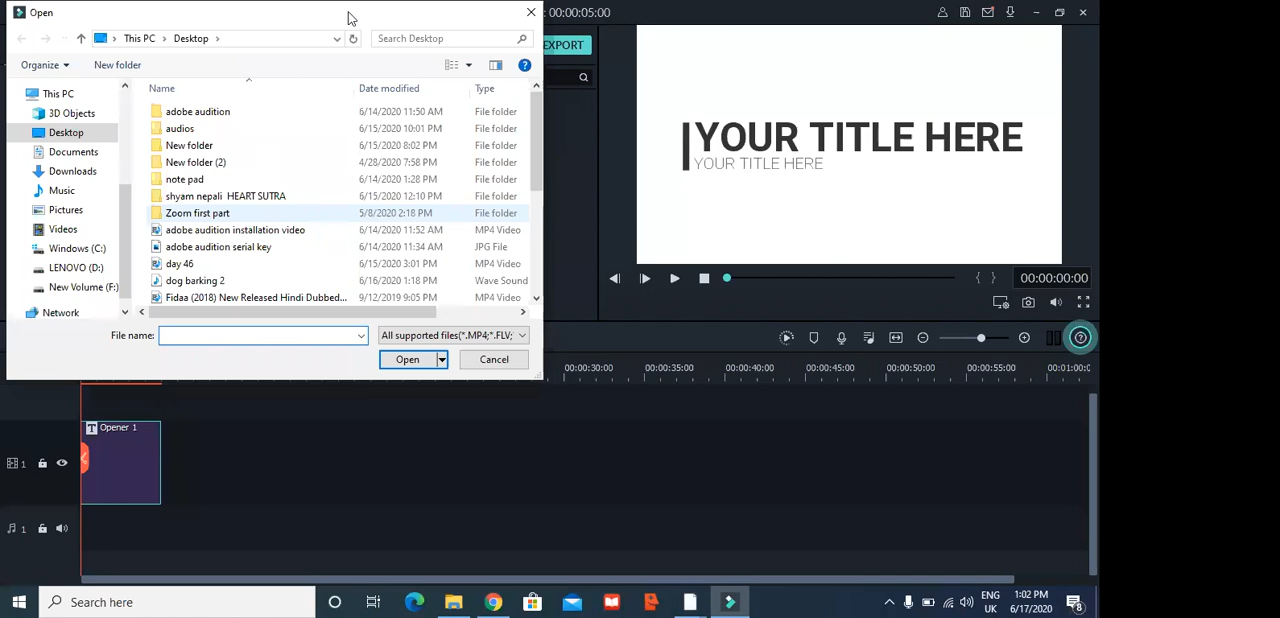 Open
: 00:00:05:00
This PC
Desktop
Search Desktop
EXPORT
Organize
New folder
Name
Date modified
Type
This PC
3D Objects
Desktop
Documents
Downloads
Music
Pictures
Videos
Windows (C:)
LENOVO (D:)
New Volume (F:)
Network
adobe audition 6/14/2020 11:50 AM File folder
audios 6/15/2020 10:01 PM File folder
New folder 6/15/2020 8:02 PM File folder
New folder (2) 4/28/2020 7:58 PM File folder
note pad 6/14/2020 1:28 PM File folder
shyam nepali HEART SUTRA 6/15/2020 12:10 PM File folder
Zoom first part 5/8/2020 2:18 PM File folder
adobe audition installation video 6/14/2020 11:52 AM MP4 Video
adobe audition serial key 6/14/2020 11:34 AM JPG File
day 46 6/15/2020 3:01 PM MP4 Video
dog barking 2 6/16/2020 1:18 PM Wave Sound
Fidaa (2018) New Released Hindi Dubbed... 9/12/2019 9:05 PM MP4 Video
File name:
All supported files(*.MP4;*.FLV;
Open
Cancel
YOUR TITLE HERE
YOUR TITLE HERE
00:00:00:00
00:00:30:00 00:00:35:00 00:00:40:00 00:00:45:00 00:00:50:00 00:00:55:00 00:01:00:0
T Opener 1
1
1
Search here
ENG
UK
1:02 PM
6/17/2020
8